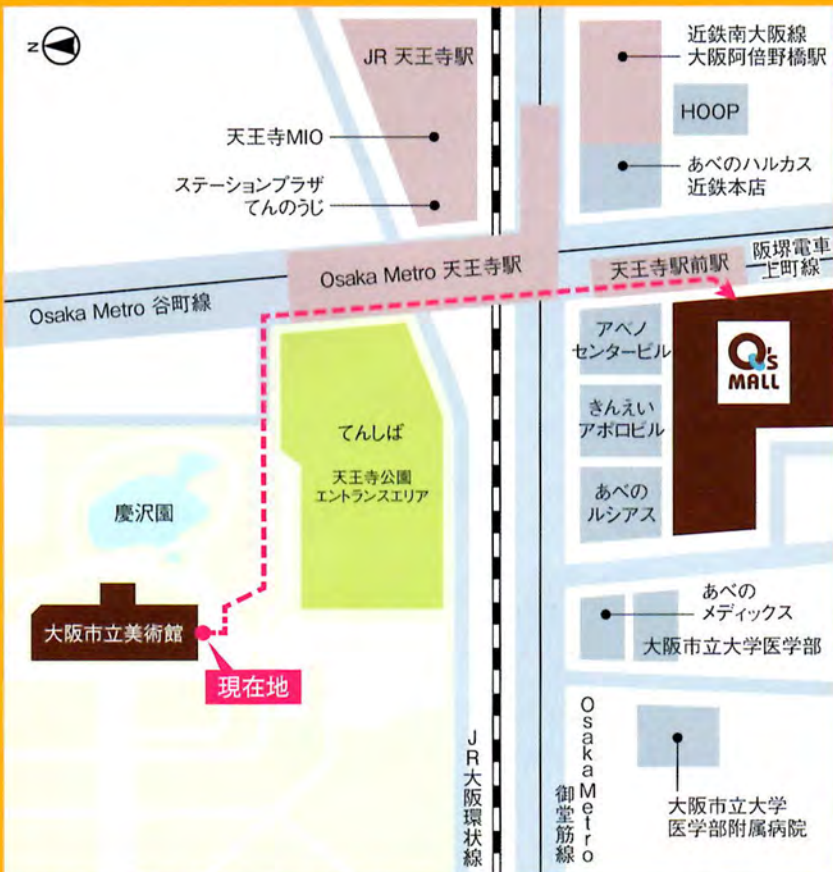 N
JR 天王寺駅
天王寺MIO
ステーションプラザ
てんのうじ
近鉄南大阪線
大阪阿倍野橋駅
HOOP
あべのハルカス
近鉄本店
Osaka Metro 谷町線
Osaka Metro 天王寺駅
天王寺駅前駅
阪堺電車
上町線
アベノ
センタービル
きんえい
アポロビル
あべの
ルシアス
Q's
MALL
てんしば
天王寺公園
エントランスエリア
慶沢園
大阪市立美術館
現在地
あべの
メディックス
大阪市立大学医学部
JR大阪環状線
Osaka Metro
御堂筋線
大阪市立大学
医学部附属病院